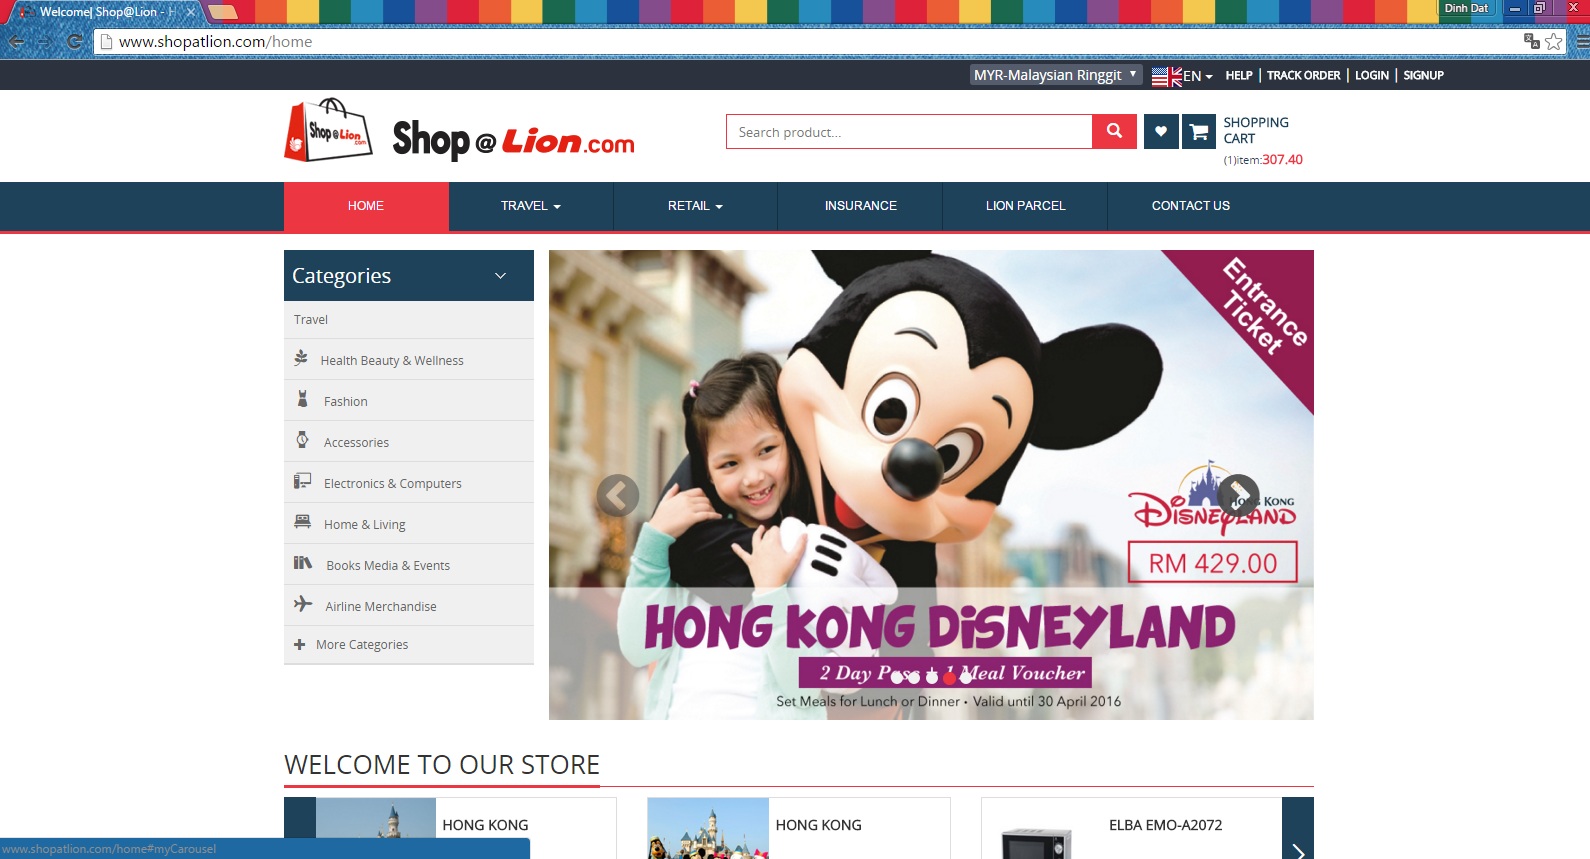 Welcome| Shop@Lion - H
Dinh Dat
www.shopatlion.com/home
MYR-Malaysian Ringgit
EN
HELP | TRACK ORDER | LOGIN | SIGNUP
Shop@Lion.com
Shop@Lion.com
Search product...
SHOPPING
CART
(1)item:307.40
HOME
TRAVEL
RETAIL
INSURANCE
LION PARCEL
CONTACT US
Categories
Travel
Health Beauty & Wellness
Fashion
Accessories
Electronics & Computers
Home & Living
Books Media & Events
Airline Merchandise
More Categories
Entrance
Ticket
HONG KONG
DISNEYLAND
RM 429.00
HONG KONG DISNEYLAND
2 Day Pass + 1 Meal Voucher
Set Meals for Lunch or Dinner • Valid until 30 April 2016
WELCOME TO OUR STORE
HONG KONG
HONG KONG
ELBA EMO-A2072
www.shopatlion.com/home#myCarousel